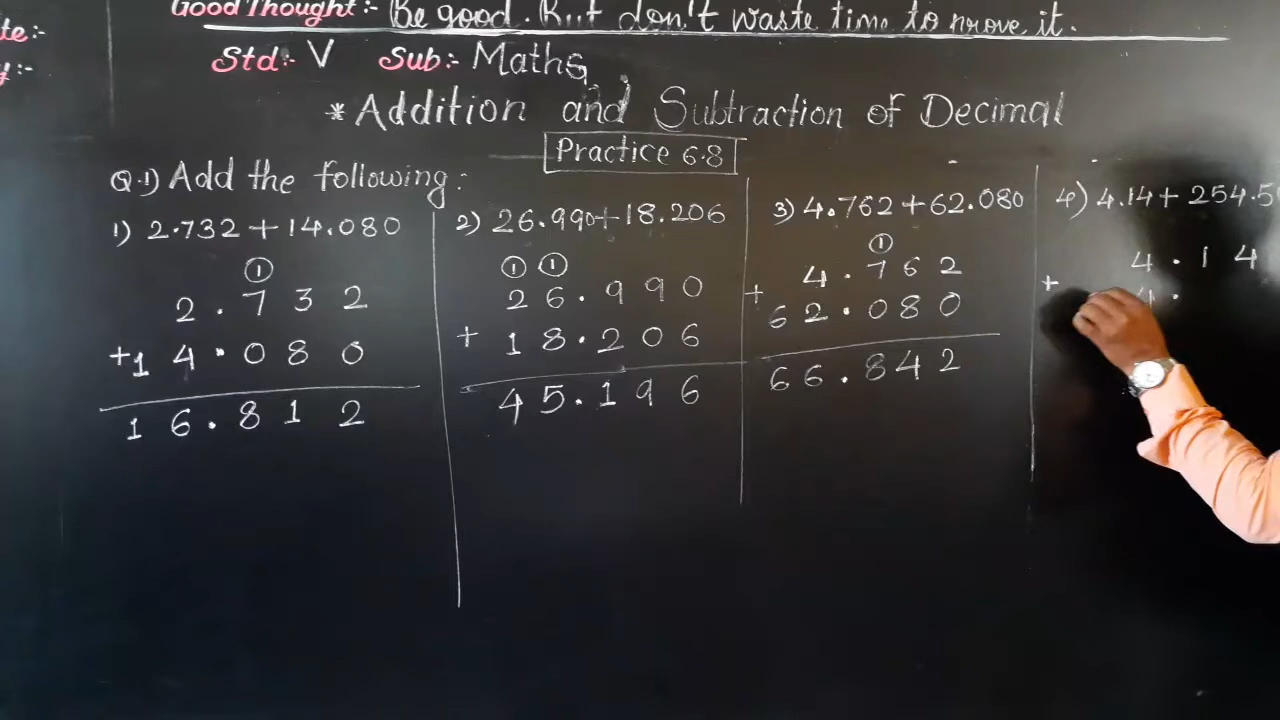 Good Thought:- Be good. But don't waste time to prove it.
te:-
y:-
Std:- V Sub:- Maths
* Addition and Subtraction of Decimal
Practice 6.8
Q.1) Add the following:
1) 2.732 + 14.080
1
2.732
+14.080
16.812
2) 26.990 + 18.206
1 1
26.990
+ 18.206
45.196
3) 4.762 + 62.080
1
4.762
+ 62.080
66.842
4) 4.14 + 254.5
4.14
+ 4.